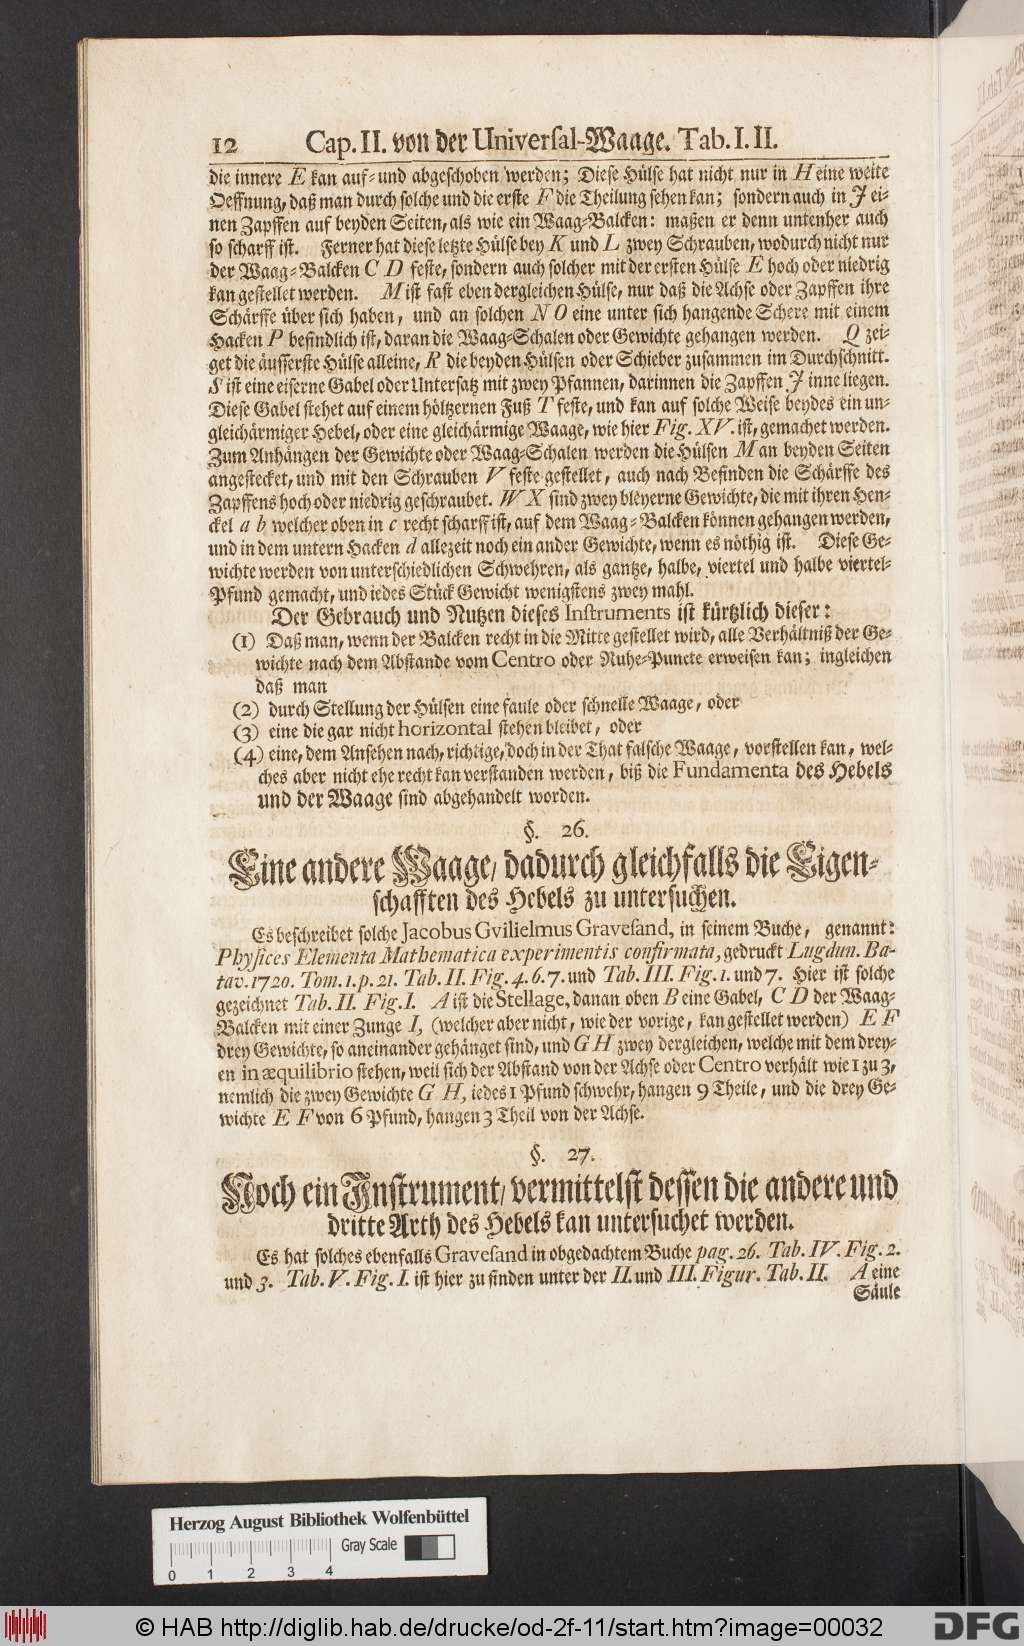 12 Cap. II. von der Universal-Waage. Tab. I. II.
die innere E kan auf- und abgeschoben werden; Diese Hülse hat nicht nur in H eine weite
Oeffnung, daß man durch solche und die erste F die Theilung sehen kan; sondern auch in J ei-
nen Zapffen auf beyden Seiten, als wie ein Waag-Balcken: maßen er denn untenher auch
so scharff ist. Ferner hat diese letzte Hülse bey K und L zwey Schrauben, wodurch nicht nur
der Waag-Balcken C D feste, sondern auch solcher mit der ersten Hülse E hoch oder niedrig
kan gestellet werden. M ist fast eben dergleichen Hülse, nur daß die Achse oder Zapffen ihre
Schärffe über sich haben, und an solchen N O eine unter sich hangende Schere mit einem
Hacken P befindlich ist, daran die Waag-Schalen oder Gewichte gehangen werden. Q zei-
get die äusserste Hülse alleine, R die beyden Hülsen oder Schieber zusammen im Durchschnitt.
S ist eine eiserne Gabel oder Untersatz mit zwey Pfannen, darinnen die Zapffen J inne liegen.
Diese Gabel stehet auf einem höltzernen Fuß T feste, und kan auf solche Weise beydes ein un-
gleichärmiger Hebel, oder eine gleichärmige Waage, wie hier Fig. XV. ist, gemachet werden.
Zum Anhängen der Gewichte oder Waag-Schalen werden die Hülsen M an beyden Seiten
angestecket, und mit den Schrauben V feste gestellet, auch nach Befinden die Schärffe des
Zapffens hoch oder niedrig geschraubet. W X sind zwey bleyerne Gewichte, die mit ihren Hen-
ckel a b welcher oben in c recht scharff ist, auf dem Waag-Balcken können gehangen werden,
und in dem untern Hacken d allezeit noch ein ander Gewichte, wenn es nöthig ist. Diese Ge-
wichte werden von unterschiedlichen Schwehren, als gantze, halbe, viertel und halbe viertel-
Pfund gemacht, und iedes Stück Gewicht wenigstens zwey mahl.
Der Gebrauch und Nutzen dieses Instruments ist kürtzlich dieser:
(1) Daß man, wenn der Balcken recht in die Mitte gestellet wird, alle Verhältniß der Ge-
wichte nach dem Abstande vom Centro oder Ruhe-Puncte erweisen kan; ingleichen
daß man
(2) durch Stellung der Hülsen eine faule oder schnelle Waage, oder
(3) eine die gar nicht horizontal stehen bleibet, oder
(4) eine, dem Ansehen nach, richtige, doch in der That falsche Waage, vorstellen kan, wel-
ches aber nicht ehe recht kan verstanden werden, biß die Fundamenta des Hebels
und der Waage sind abgehandelt worden.
§. 26.
Eine andere Waage, dadurch gleichfalls die Eigen-
schafften des Hebels zu untersuchen.
Es beschreibet solche Jacobus Gvilielmus Gravesand, in seinem Buche, genannt:
Physices Elementa Mathematica experimentis confirmata, gedruckt Lugdun. Ba-
tav. 1720. Tom. 1. p. 21. Tab. II. Fig. 4. 6. 7. und Tab. III. Fig. 1. und 7. Hier ist solche
gezeichnet Tab. II. Fig. I. A ist die Stellage, danan oben B eine Gabel, C D der Waag-
Balcken mit einer Zunge I, (welcher aber nicht, wie der vorige, kan gestellet werden) E F
drey Gewichte, so aneinander gehänget sind, und G H zwey dergleichen, welche mit dem drey-
en in æquilibrio stehen, weil sich der Abstand von der Achse oder Centro verhält wie 1 zu 3,
nemlich die zwey Gewichte G H, iedes 1 Pfund schwehr, hangen 9 Theile, und die drey Ge-
wichte E F von 6 Pfund, hangen 3 Theil von der Achse.
§. 27.
Noch ein Instrument, vermittelst dessen die andere und
dritte Arth des Hebels kan untersuchet werden.
Es hat solches ebenfalls Gravesand in obgedachtem Buche pag. 26. Tab. IV. Fig. 2.
und 3. Tab. V. Fig. I. ist hier zu finden unter der II. und III. Figur. Tab. II. A eine
Säule
Herzog August Bibliothek Wolfenbüttel
Gray Scale
0 1 2 3 4
© HAB http://diglib.hab.de/drucke/od-2f-11/start.htm?image=00032
DFG